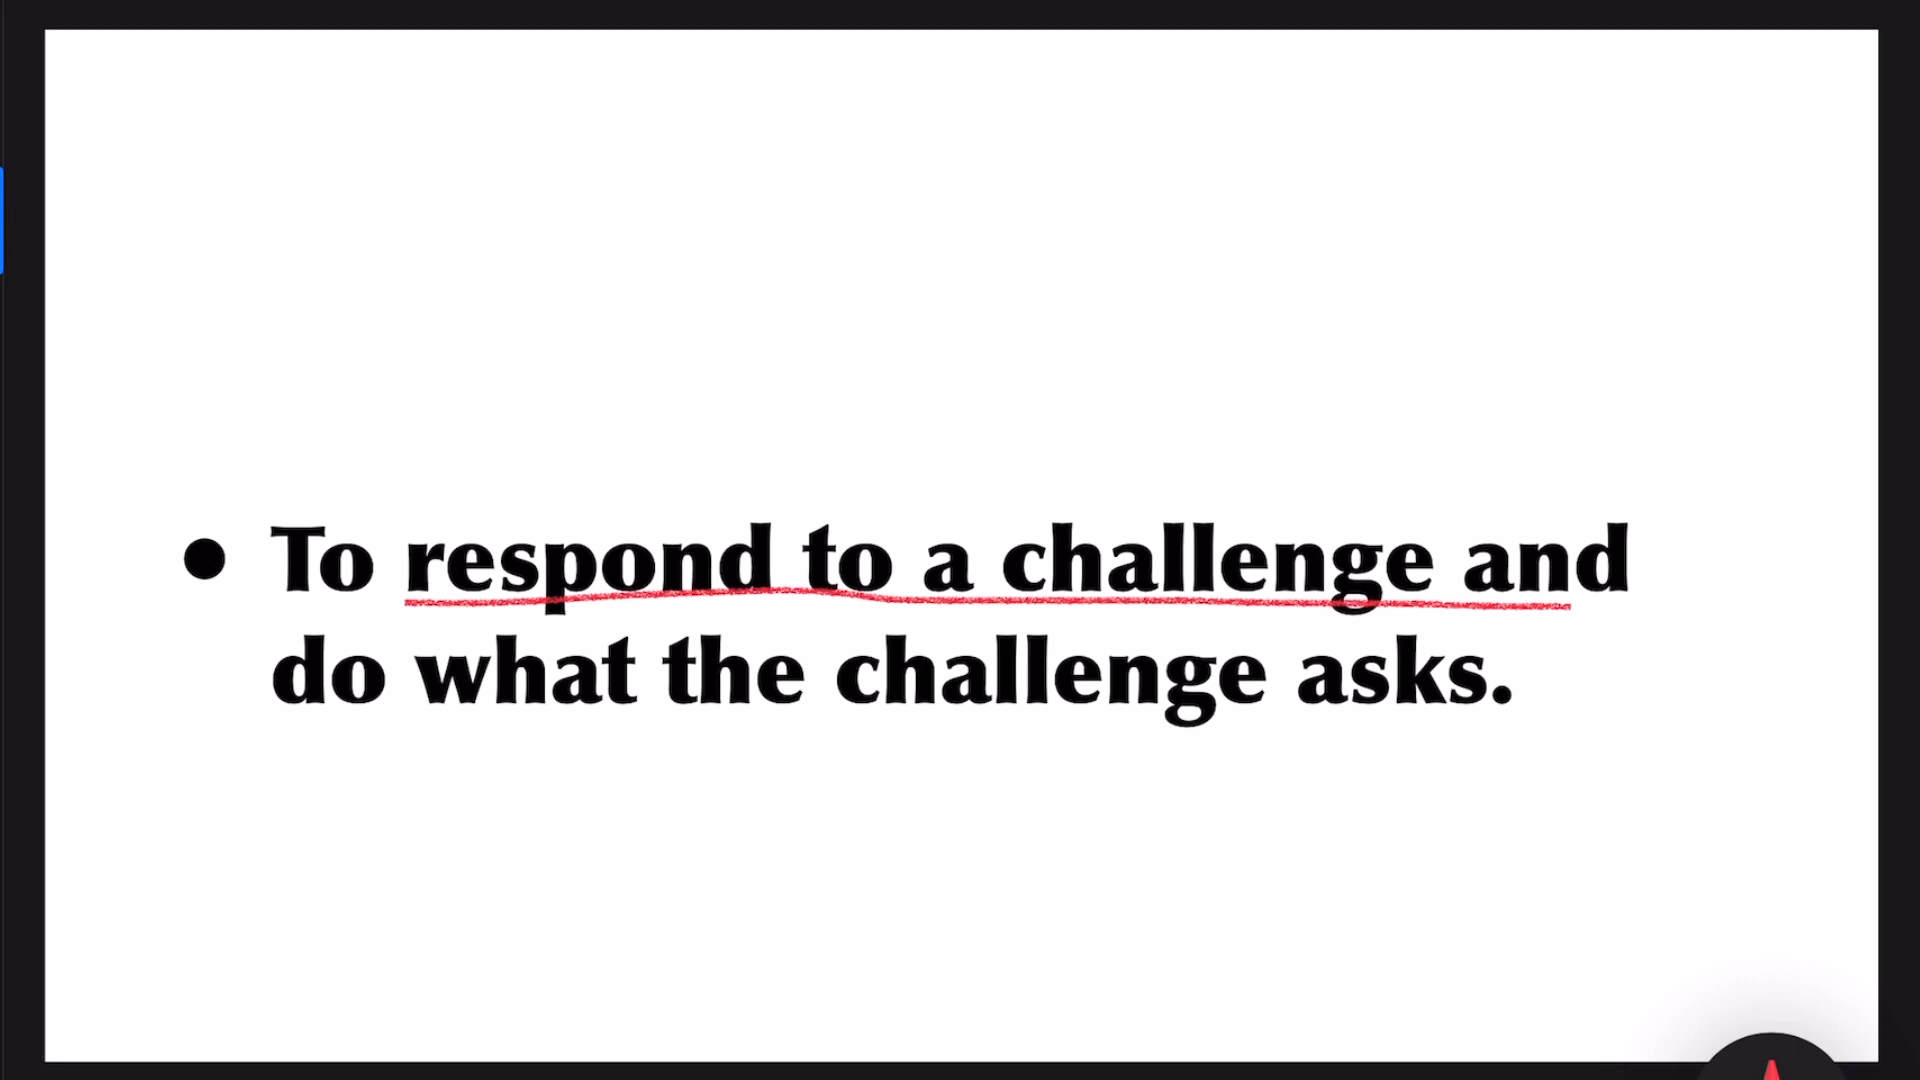 • To respond to a challenge and
do what the challenge asks.